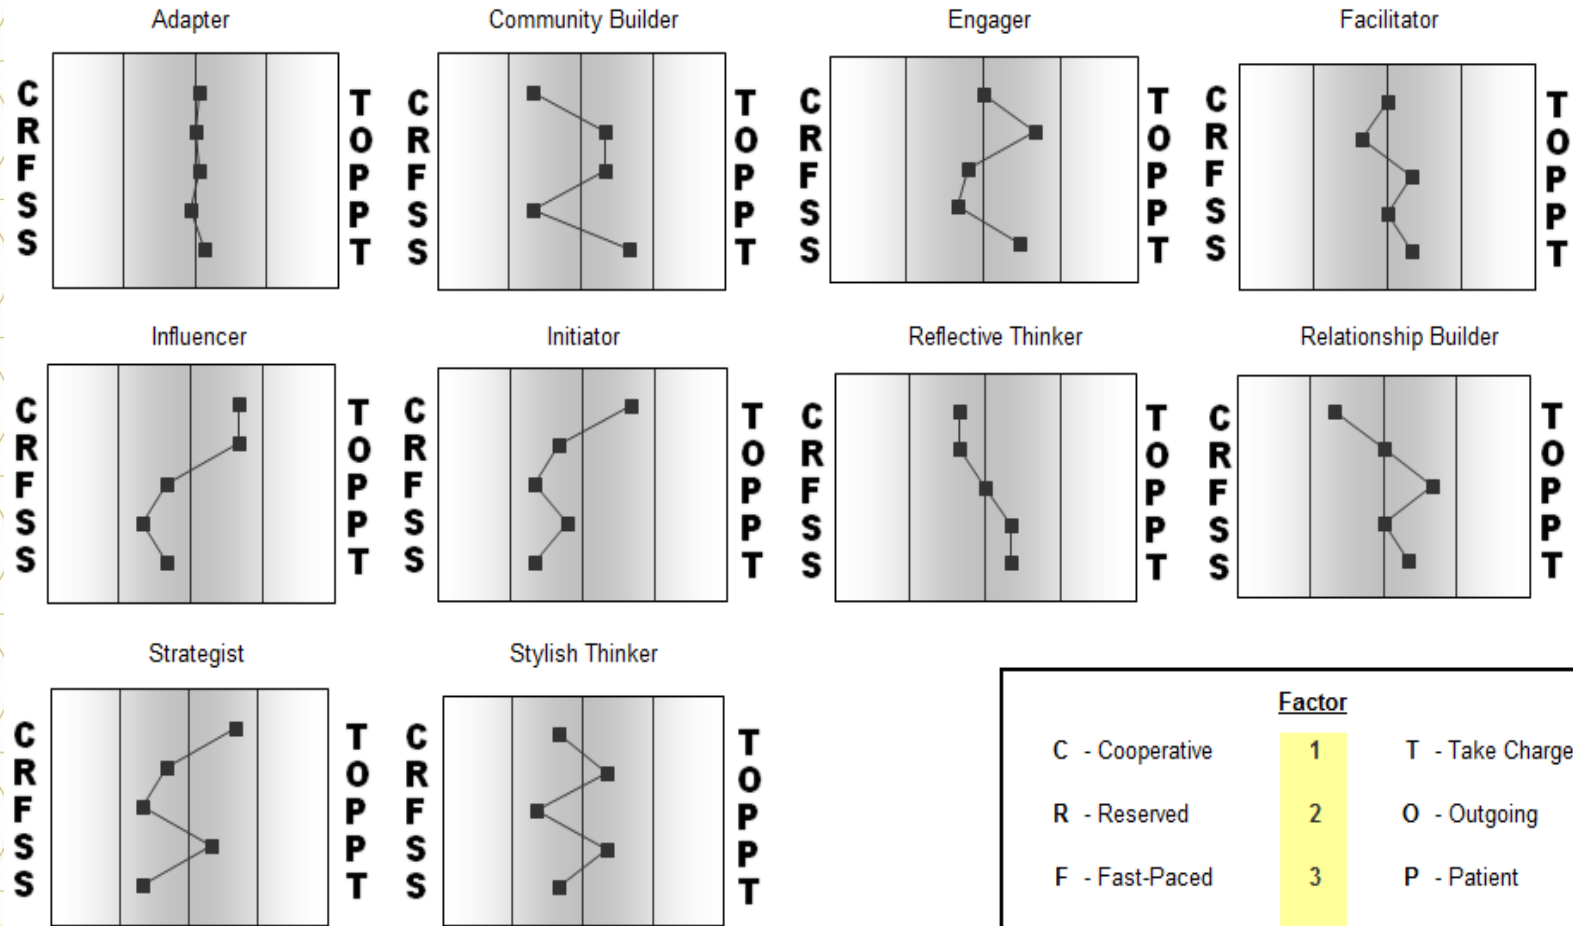 Adapter Community Builder Engager Facilitator
C T C T C T C T
R O R O R O R O
F P F P F P F P
S P S P S P S P
S T S T S T S T
Influencer Initiator Reflective Thinker Relationship Builder
C T C T C T C T
R O R O R O R O
F P F P F P F P
S P S P S P S P
S T S T S T S T
Strategist Stylish Thinker
C T C T
R O R O
F P F P
S P S P
S T S T
Factor
C - Cooperative 1 T - Take Charge
R - Reserved 2 O - Outgoing
F - Fast-Paced 3 P - Patient